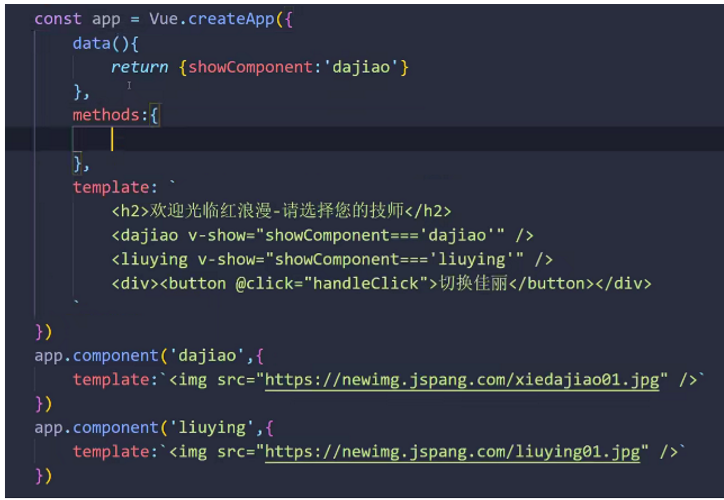 const app = Vue.createApp({
    data(){
        return {showComponent:'dajiao'}
    },
    methods:{

    },
    template: `
        <h2>欢迎光临红浪漫-请选择您的技师</h2>
        <dajiao v-show="showComponent==='dajiao'" />
        <liuying v-show="showComponent==='liuying'" />
        <div><button @click="handleClick">切换佳丽</button></div>
    `
})
app.component('dajiao',{
    template:`<img src="https://newimg.jspang.com/xiedajiao01.jpg" />`
})
app.component('liuying',{
    template:`<img src="https://newimg.jspang.com/liuying01.jpg" />`
})